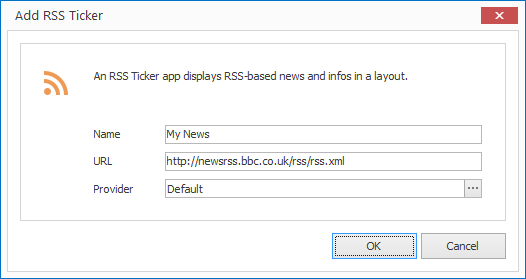 Add RSS Ticker
An RSS Ticker app displays RSS-based news and infos in a layout.
Name My News
URL http://newsrss.bbc.co.uk/rss/rss.xml
Provider Default ...
OK Cancel